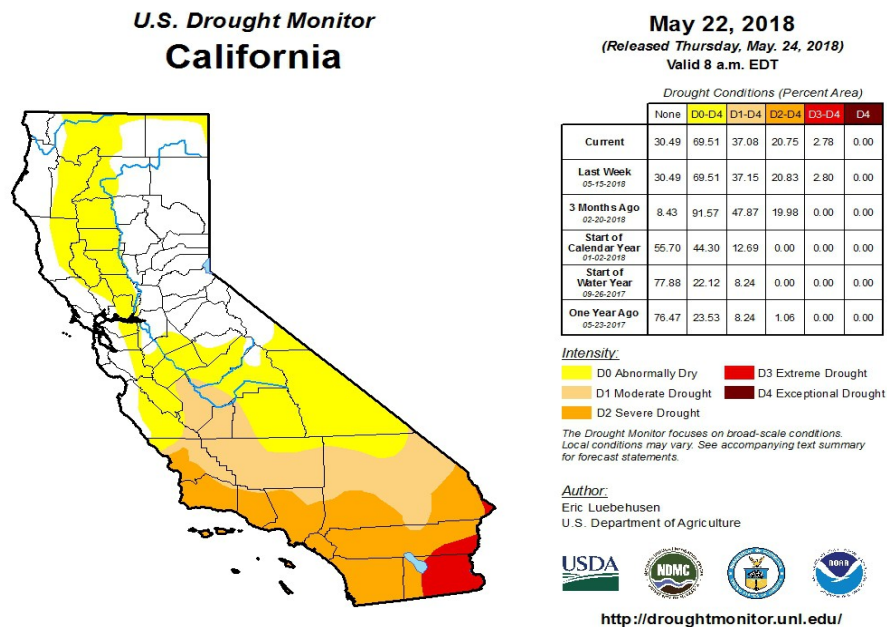 U.S. Drought Monitor
California
May 22, 2018
(Released Thursday, May. 24, 2018)
Valid 8 a.m. EDT
Drought Conditions (Percent Area)
None D0-D4 D1-D4 D2-D4 D3-D4 D4
Current 30.49 69.51 37.08 20.75 2.78 0.00
Last Week
05-15-2018 30.49 69.51 37.15 20.83 2.80 0.00
3 Months Ago
02-20-2018 8.43 91.57 47.87 19.98 0.00 0.00
Start of
Calendar Year
01-02-2018 55.70 44.30 12.69 0.00 0.00 0.00
Start of
Water Year
09-26-2017 77.88 22.12 8.24 0.00 0.00 0.00
One Year Ago
05-23-2017 76.47 23.53 8.24 1.06 0.00 0.00
Intensity:
D0 Abnormally Dry D3 Extreme Drought
D1 Moderate Drought D4 Exceptional Drought
D2 Severe Drought
The Drought Monitor focuses on broad-scale conditions.
Local conditions may vary. See accompanying text summary
for forecast statements.
Author:
Eric Luebehusen
U.S. Department of Agriculture
USDA NDMC NOAA
http://droughtmonitor.unl.edu/